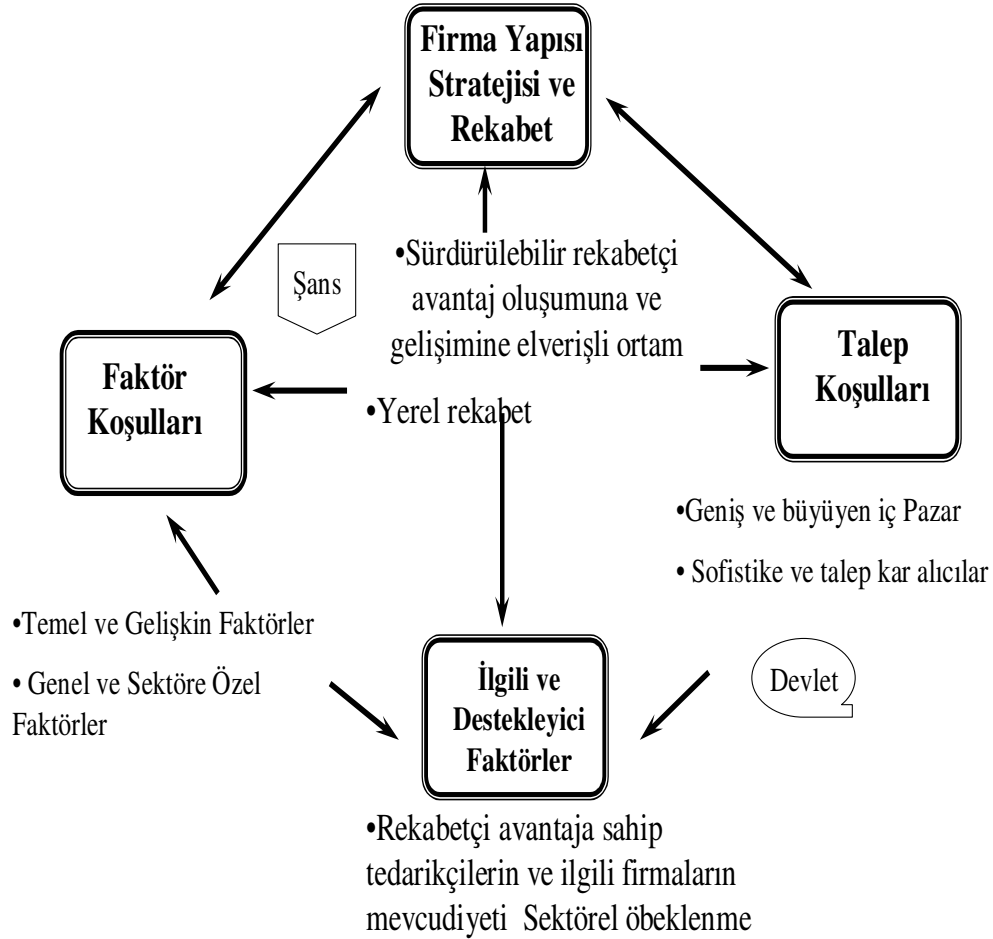 Firma Yapısı
Stratejisi ve
Rekabet
Şans
•Sürdürülebilir rekabetçi
avantaj oluşumuna ve
gelişimine elverişli ortam
•Yerel rekabet
Faktör
Koşulları
Talep
Koşulları
•Geniş ve büyüyen iç Pazar
• Sofistike ve talep kar alıcılar
•Temel ve Gelişkin Faktörler
• Genel ve Sektöre Özel
Faktörler
İlgili ve
Destekleyici
Faktörler
Devlet
•Rekabetçi avantaja sahip
tedarikçilerin ve ilgili firmaların
mevcudiyeti Sektörel öbeklenme